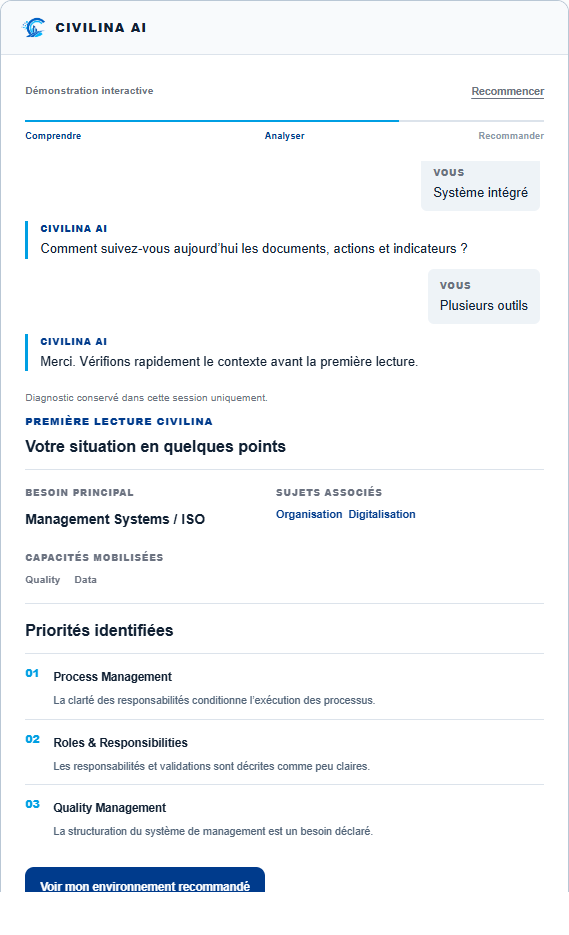 CIVILINA AI
Démonstration interactive
Recommencer
Comprendre
Analyser
Recommander
VOUS
Système intégré
CIVILINA AI
Comment suivez-vous aujourd'hui les documents, actions et indicateurs ?
VOUS
Plusieurs outils
CIVILINA AI
Merci. Vérifions rapidement le contexte avant la première lecture.
Diagnostic conservé dans cette session uniquement.
PREMIÈRE LECTURE CIVILINA
Votre situation en quelques points
BESOIN PRINCIPAL
Management Systems / ISO
SUJETS ASSOCIÉS
Organisation Digitalisation
CAPACITÉS MOBILISÉES
Quality Data
Priorités identifiées
01 Process Management
La clarté des responsabilités conditionne l'exécution des processus.
02 Roles & Responsibilities
Les responsabilités et validations sont décrites comme peu claires.
03 Quality Management
La structuration du système de management est un besoin déclaré.
Voir mon environnement recommandé